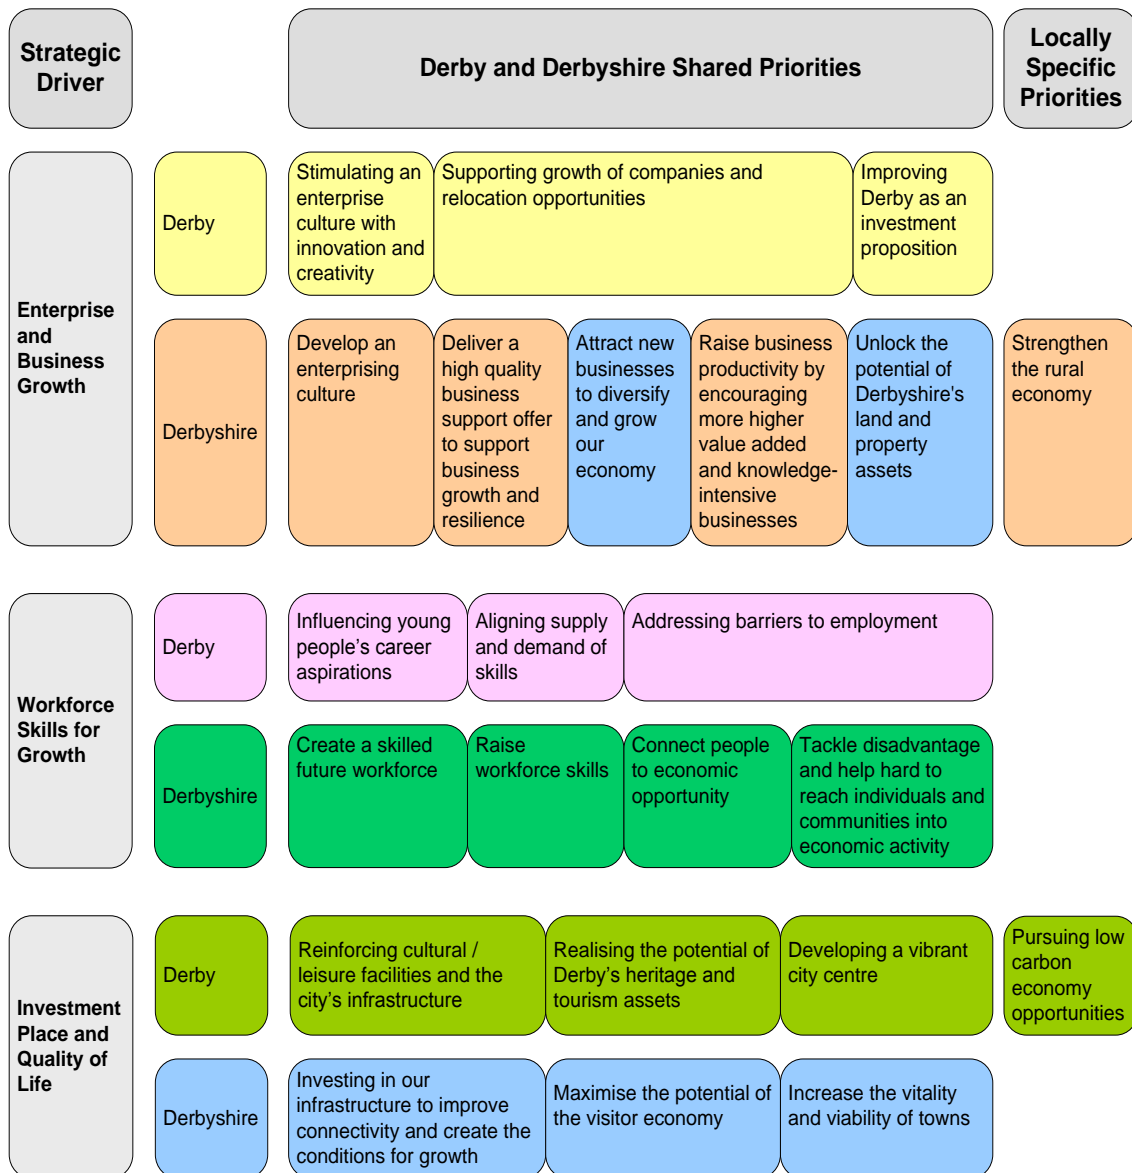 Strategic
Driver
Derby and Derbyshire Shared Priorities
Locally
Specific
Priorities
Enterprise
and
Business
Growth
Derby
Stimulating an
enterprise
culture with
innovation and
creativity
Supporting growth of companies and
relocation opportunities
Improving
Derby as an
investment
proposition
Derbyshire
Develop an
enterprising
culture
Deliver a
high quality
business
support offer
to support
business
growth and
resilience
Attract new
businesses
to diversify
and grow
our
economy
Raise business
productivity by
encouraging
more higher
value added
and knowledge-
intensive
businesses
Unlock the
potential of
Derbyshire's
land and
property
assets
Strengthen
the rural
economy
Workforce
Skills for
Growth
Derby
Influencing young
people’s career
aspirations
Aligning supply
and demand of
skills
Addressing barriers to employment
Derbyshire
Create a skilled
future workforce
Raise
workforce skills
Connect people
to economic
opportunity
Tackle disadvantage
and help hard to
reach individuals and
communities into
economic activity
Investment
Place and
Quality of
Life
Derby
Reinforcing cultural /
leisure facilities and the
city’s infrastructure
Realising the potential of
Derby’s heritage and
tourism assets
Developing a vibrant
city centre
Pursuing low
carbon
economy
opportunities
Derbyshire
Investing in our
infrastructure to improve
connectivity and create the
conditions for growth
Maximise the potential of
the visitor economy
Increase the vitality
and viability of towns